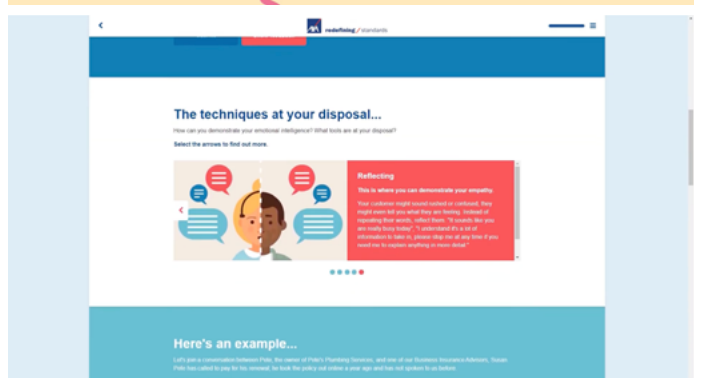 redefining / standards
The techniques at your disposal...
How can you demonstrate your emotional intelligence? What tools are at your disposal?
Select the arrows to find out more.
Reflecting
This is where you can demonstrate your empathy.
Your customer might sound rushed or confused, they
might even tell you what they are feeling. Instead of
repeating their words, reflect them. "It sounds like you
are really busy today", "I understand it's a lot of
information to take in, please stop me at any time if you
need me to explain anything in more detail."
Here's an example...
Let's join a conversation between Pete, the owner of Pete's Plumbing Services, and one of our Business Insurance Advisors, Susan.
Pete has called to pay for his renewal, he took the policy out online a year ago and has not spoken to us before.